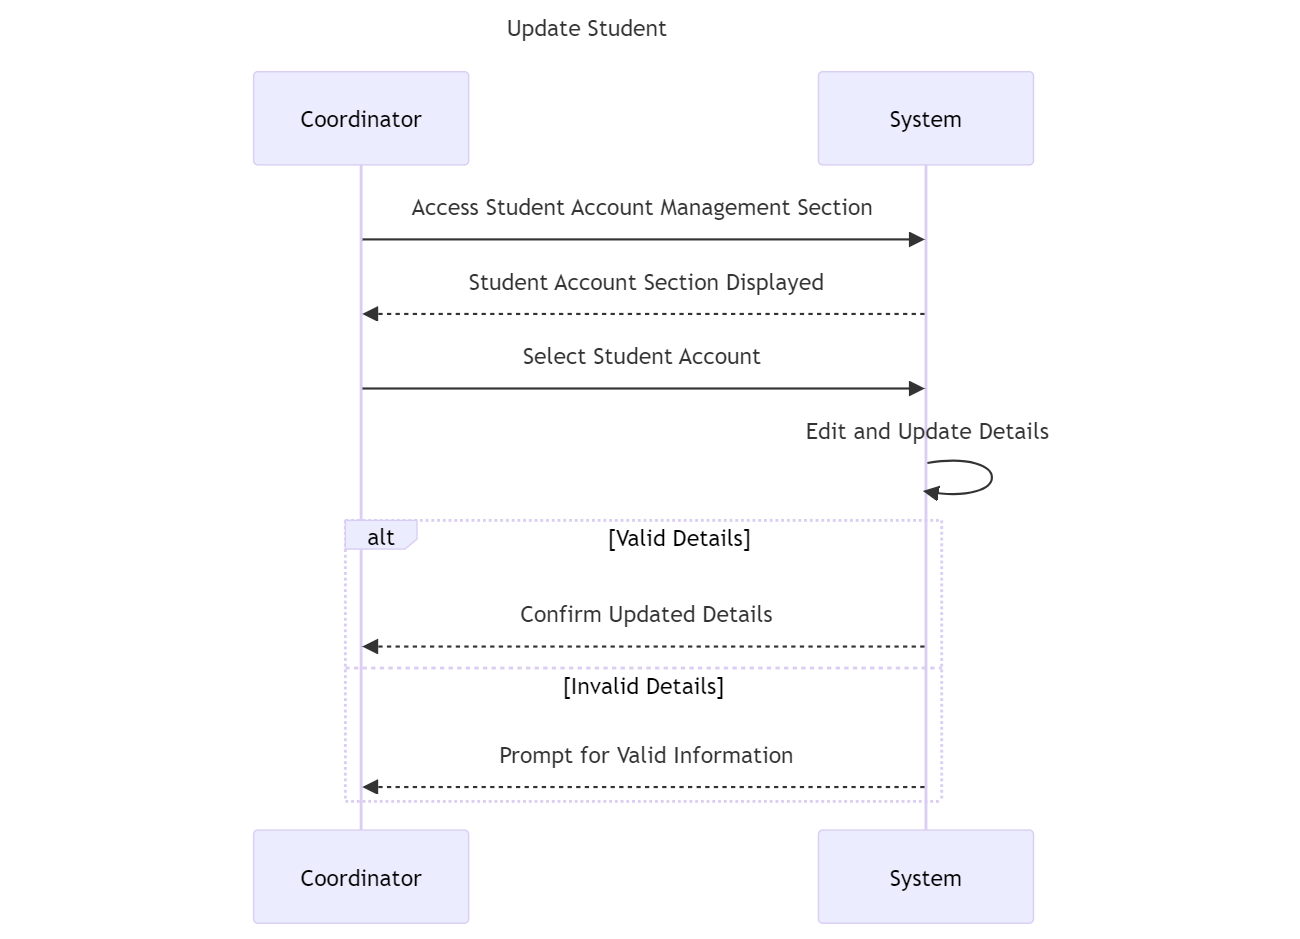 Update Student
Coordinator
System
Access Student Account Management Section
Student Account Section Displayed
Select Student Account
Edit and Update Details
alt
[Valid Details]
Confirm Updated Details
[Invalid Details]
Prompt for Valid Information
Coordinator
System